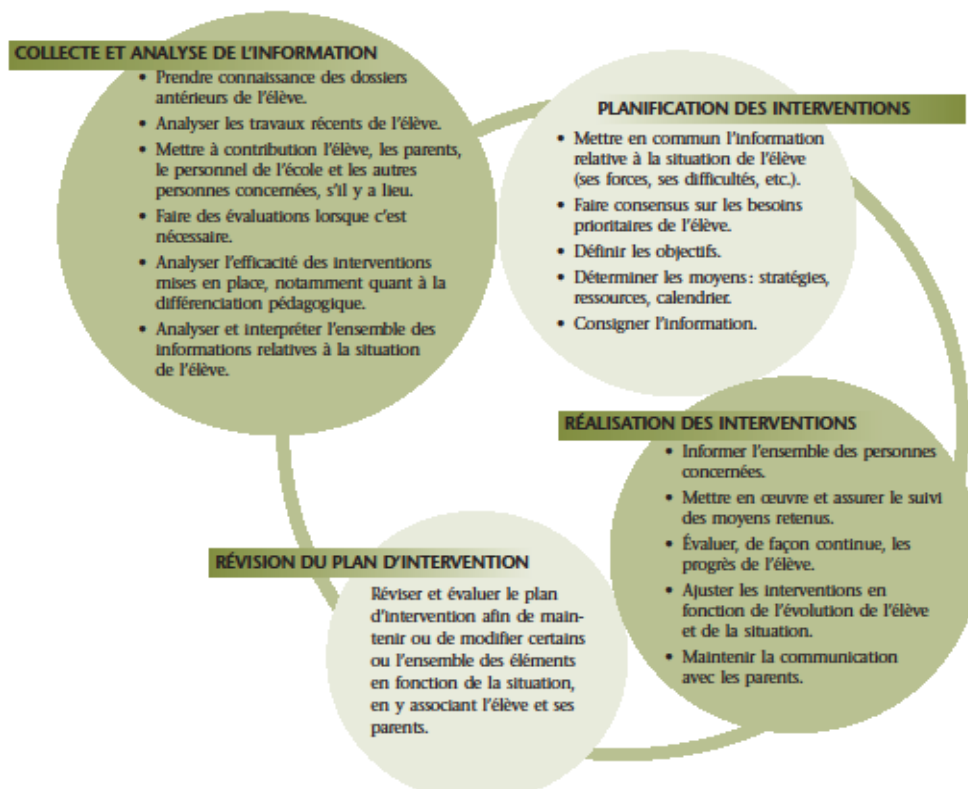 COLLECTE ET ANALYSE DE L'INFORMATION
• Prendre connaissance des dossiers
antérieurs de l'élève.
• Analyser les travaux récents de l'élève.
• Mettre à contribution l'élève, les parents,
le personnel de l'école et les autres
personnes concernées, s'il y a lieu.
• Faire des évaluations lorsque c'est
nécessaire.
• Analyser l'efficacité des interventions
mises en place, notamment quant à la
différenciation pédagogique.
• Analyser et interpréter l'ensemble des
informations relatives à la situation
de l'élève.
PLANIFICATION DES INTERVENTIONS
• Mettre en commun l'information
relative à la situation de l'élève
(ses forces, ses difficultés, etc.).
• Faire consensus sur les besoins
prioritaires de l'élève.
• Définir les objectifs.
• Déterminer les moyens : stratégies,
ressources, calendrier.
• Consigner l'information.
RÉALISATION DES INTERVENTIONS
• Informer l'ensemble des personnes
concernées.
• Mettre en œuvre et assurer le suivi
des moyens retenus.
• Évaluer, de façon continue, les
progrès de l'élève.
• Ajuster les interventions en
fonction de l'évolution de l'élève
et de la situation.
• Maintenir la communication
avec les parents.
RÉVISION DU PLAN D'INTERVENTION
Réviser et évaluer le plan
d'intervention afin de main-
tenir ou de modifier certains
ou l'ensemble des éléments
en fonction de la situation,
en y associant l'élève et ses
parents.